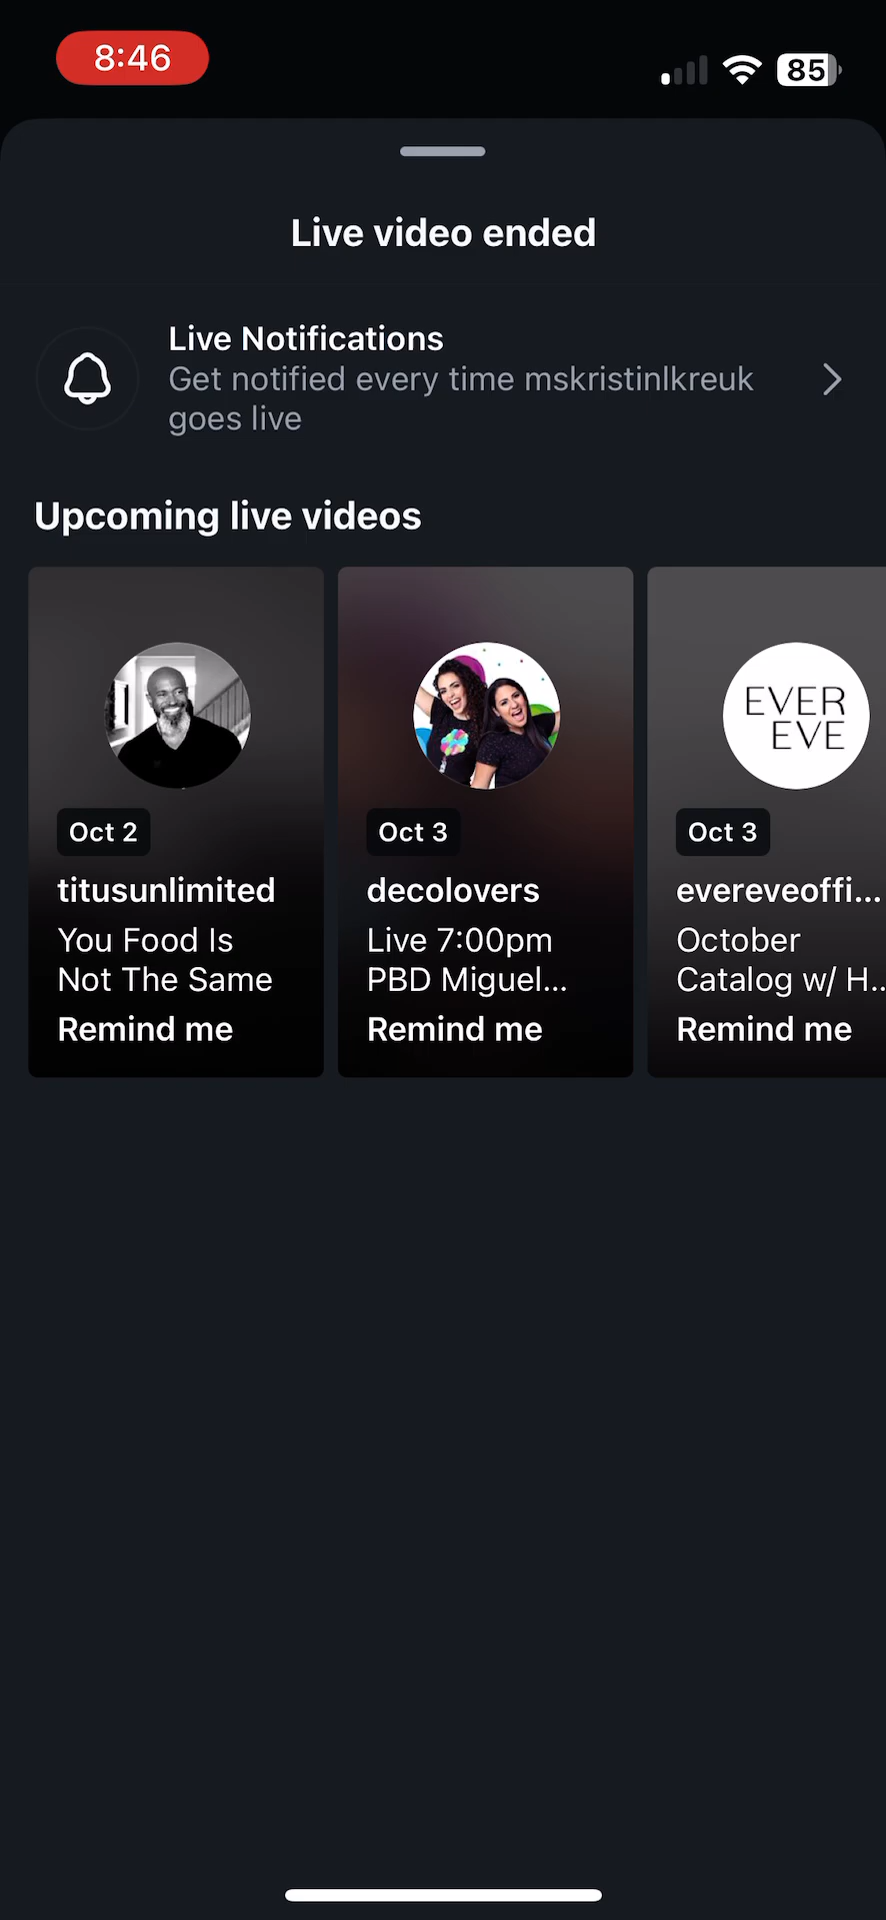 8:46
85
Live video ended
Live Notifications
Get notified every time mskristinlkreuk
goes live
Upcoming live videos
Oct 2
titusunlimited
You Food Is
Not The Same
Remind me
Oct 3
decolovers
Live 7:00pm
PBD Miguel...
Remind me
EVER
EVE
Oct 3
evereveoffi...
October
Catalog w/ H..
Remind me